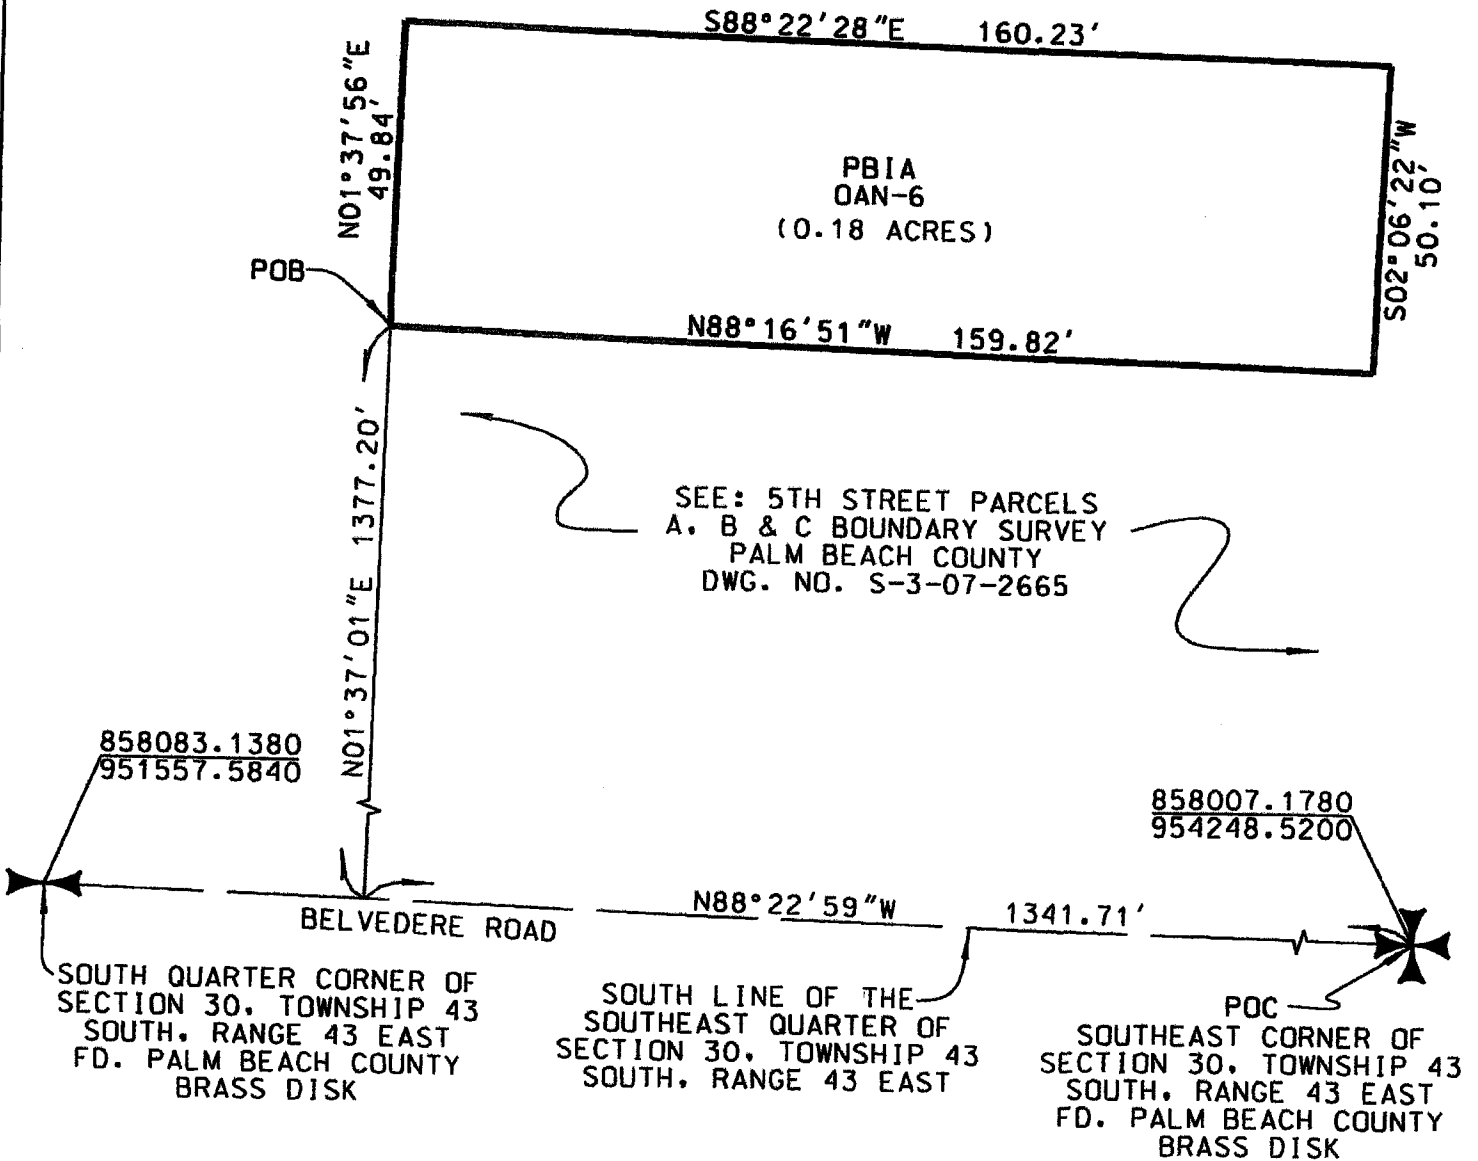 S88°22'28"E 160.23'
N01°37'56"E
49.84'
PBIA
OAN-6
(0.18 ACRES)
S02°06'22"W
50.10'
POB
N88°16'51"W 159.82'
N01°37'01"E 1377.20'
SEE: 5TH STREET PARCELS
A. B & C BOUNDARY SURVEY
PALM BEACH COUNTY
DWG. NO. S-3-07-2665
858083.1380
951557.5840
858007.1780
954248.5200
N88°22'59"W 1341.71'
BELVEDERE ROAD
SOUTH QUARTER CORNER OF
SECTION 30. TOWNSHIP 43
SOUTH. RANGE 43 EAST
FD. PALM BEACH COUNTY
BRASS DISK
SOUTH LINE OF THE
SOUTHEAST QUARTER OF
SECTION 30. TOWNSHIP 43
SOUTH. RANGE 43 EAST
POC
SOUTHEAST CORNER OF
SECTION 30. TOWNSHIP 43
SOUTH. RANGE 43 EAST
FD. PALM BEACH COUNTY
BRASS DISK